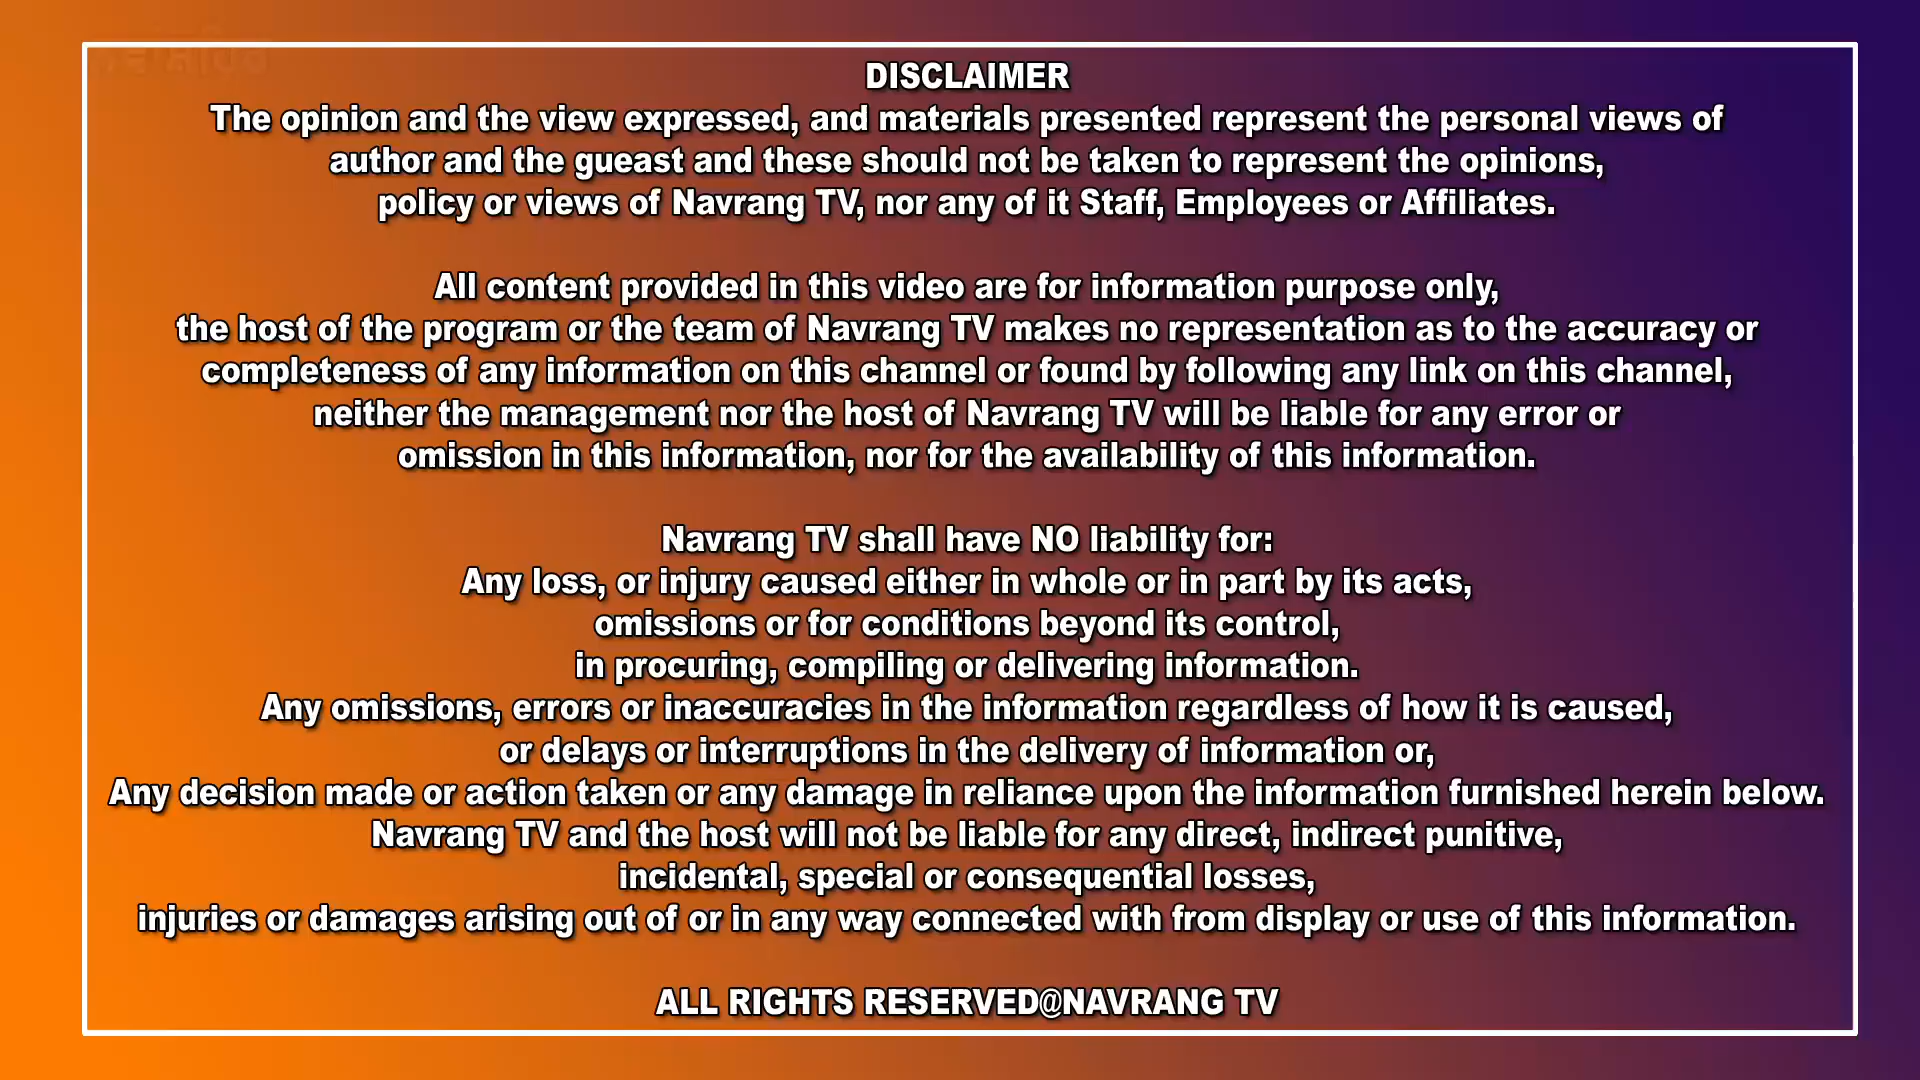 DISCLAIMER
The opinion and the view expressed, and materials presented represent the personal views of
author and the gueast and these should not be taken to represent the opinions,
policy or views of Navrang TV, nor any of it Staff, Employees or Affiliates.
All content provided in this video are for information purpose only,
the host of the program or the team of Navrang TV makes no representation as to the accuracy or
completeness of any information on this channel or found by following any link on this channel,
neither the management nor the host of Navrang TV will be liable for any error or
omission in this information, nor for the availability of this information.
Navrang TV shall have NO liability for:
Any loss, or injury caused either in whole or in part by its acts,
omissions or for conditions beyond its control,
in procuring, compiling or delivering information.
Any omissions, errors or inaccuracies in the information regardless of how it is caused,
or delays or interruptions in the delivery of information or,
Any decision made or action taken or any damage in reliance upon the information furnished herein below.
Navrang TV and the host will not be liable for any direct, indirect punitive,
incidental, special or consequential losses,
injuries or damages arising out of or in any way connected with from display or use of this information.
ALL RIGHTS RESERVED@NAVRANG TV